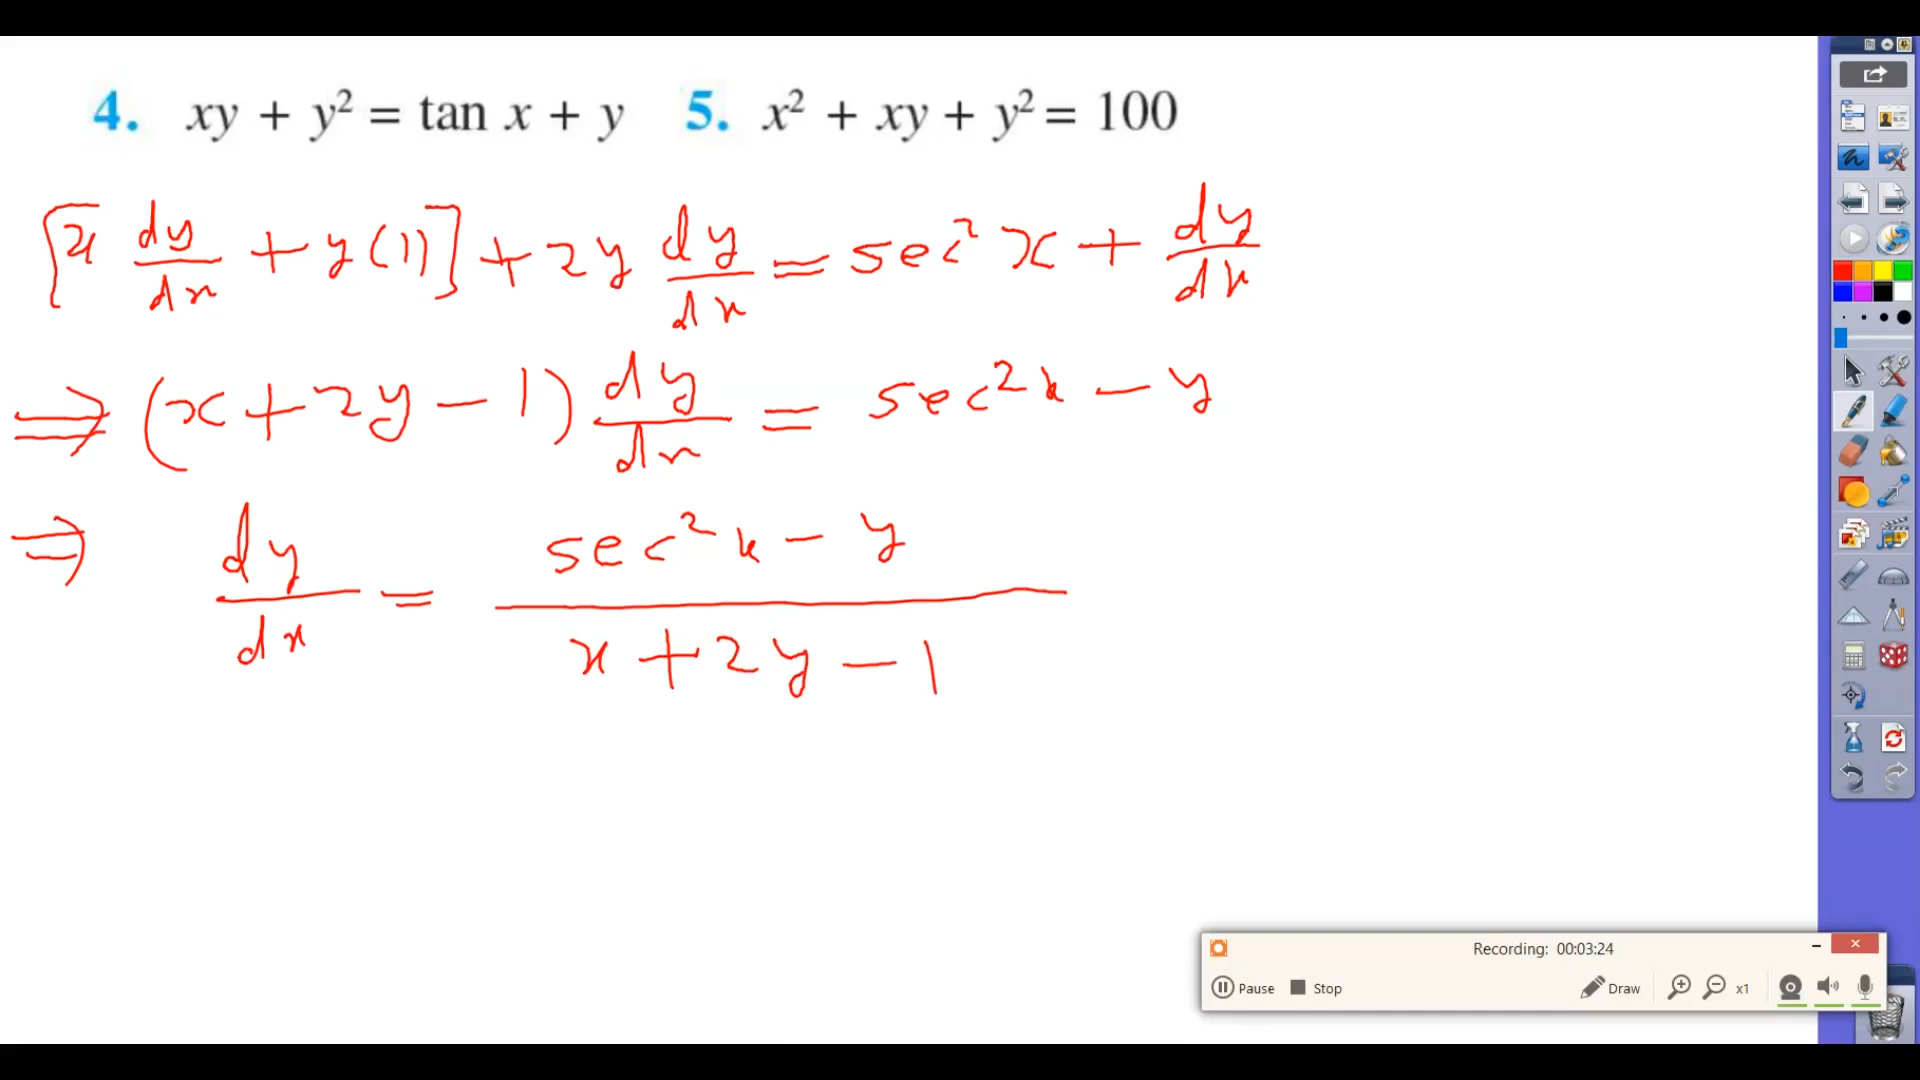 4. xy + y² = tan x + y 5. x² + xy + y² = 100
[x dy/dx + y(1)] + 2y dy/dx = sec² x + dy/dx
⇒ (x + 2y − 1) dy/dx = sec²x − y
⇒ dy/dx = (sec²x − y)/(x + 2y − 1)
Recording: 00:03:24
Pause Stop Draw x1